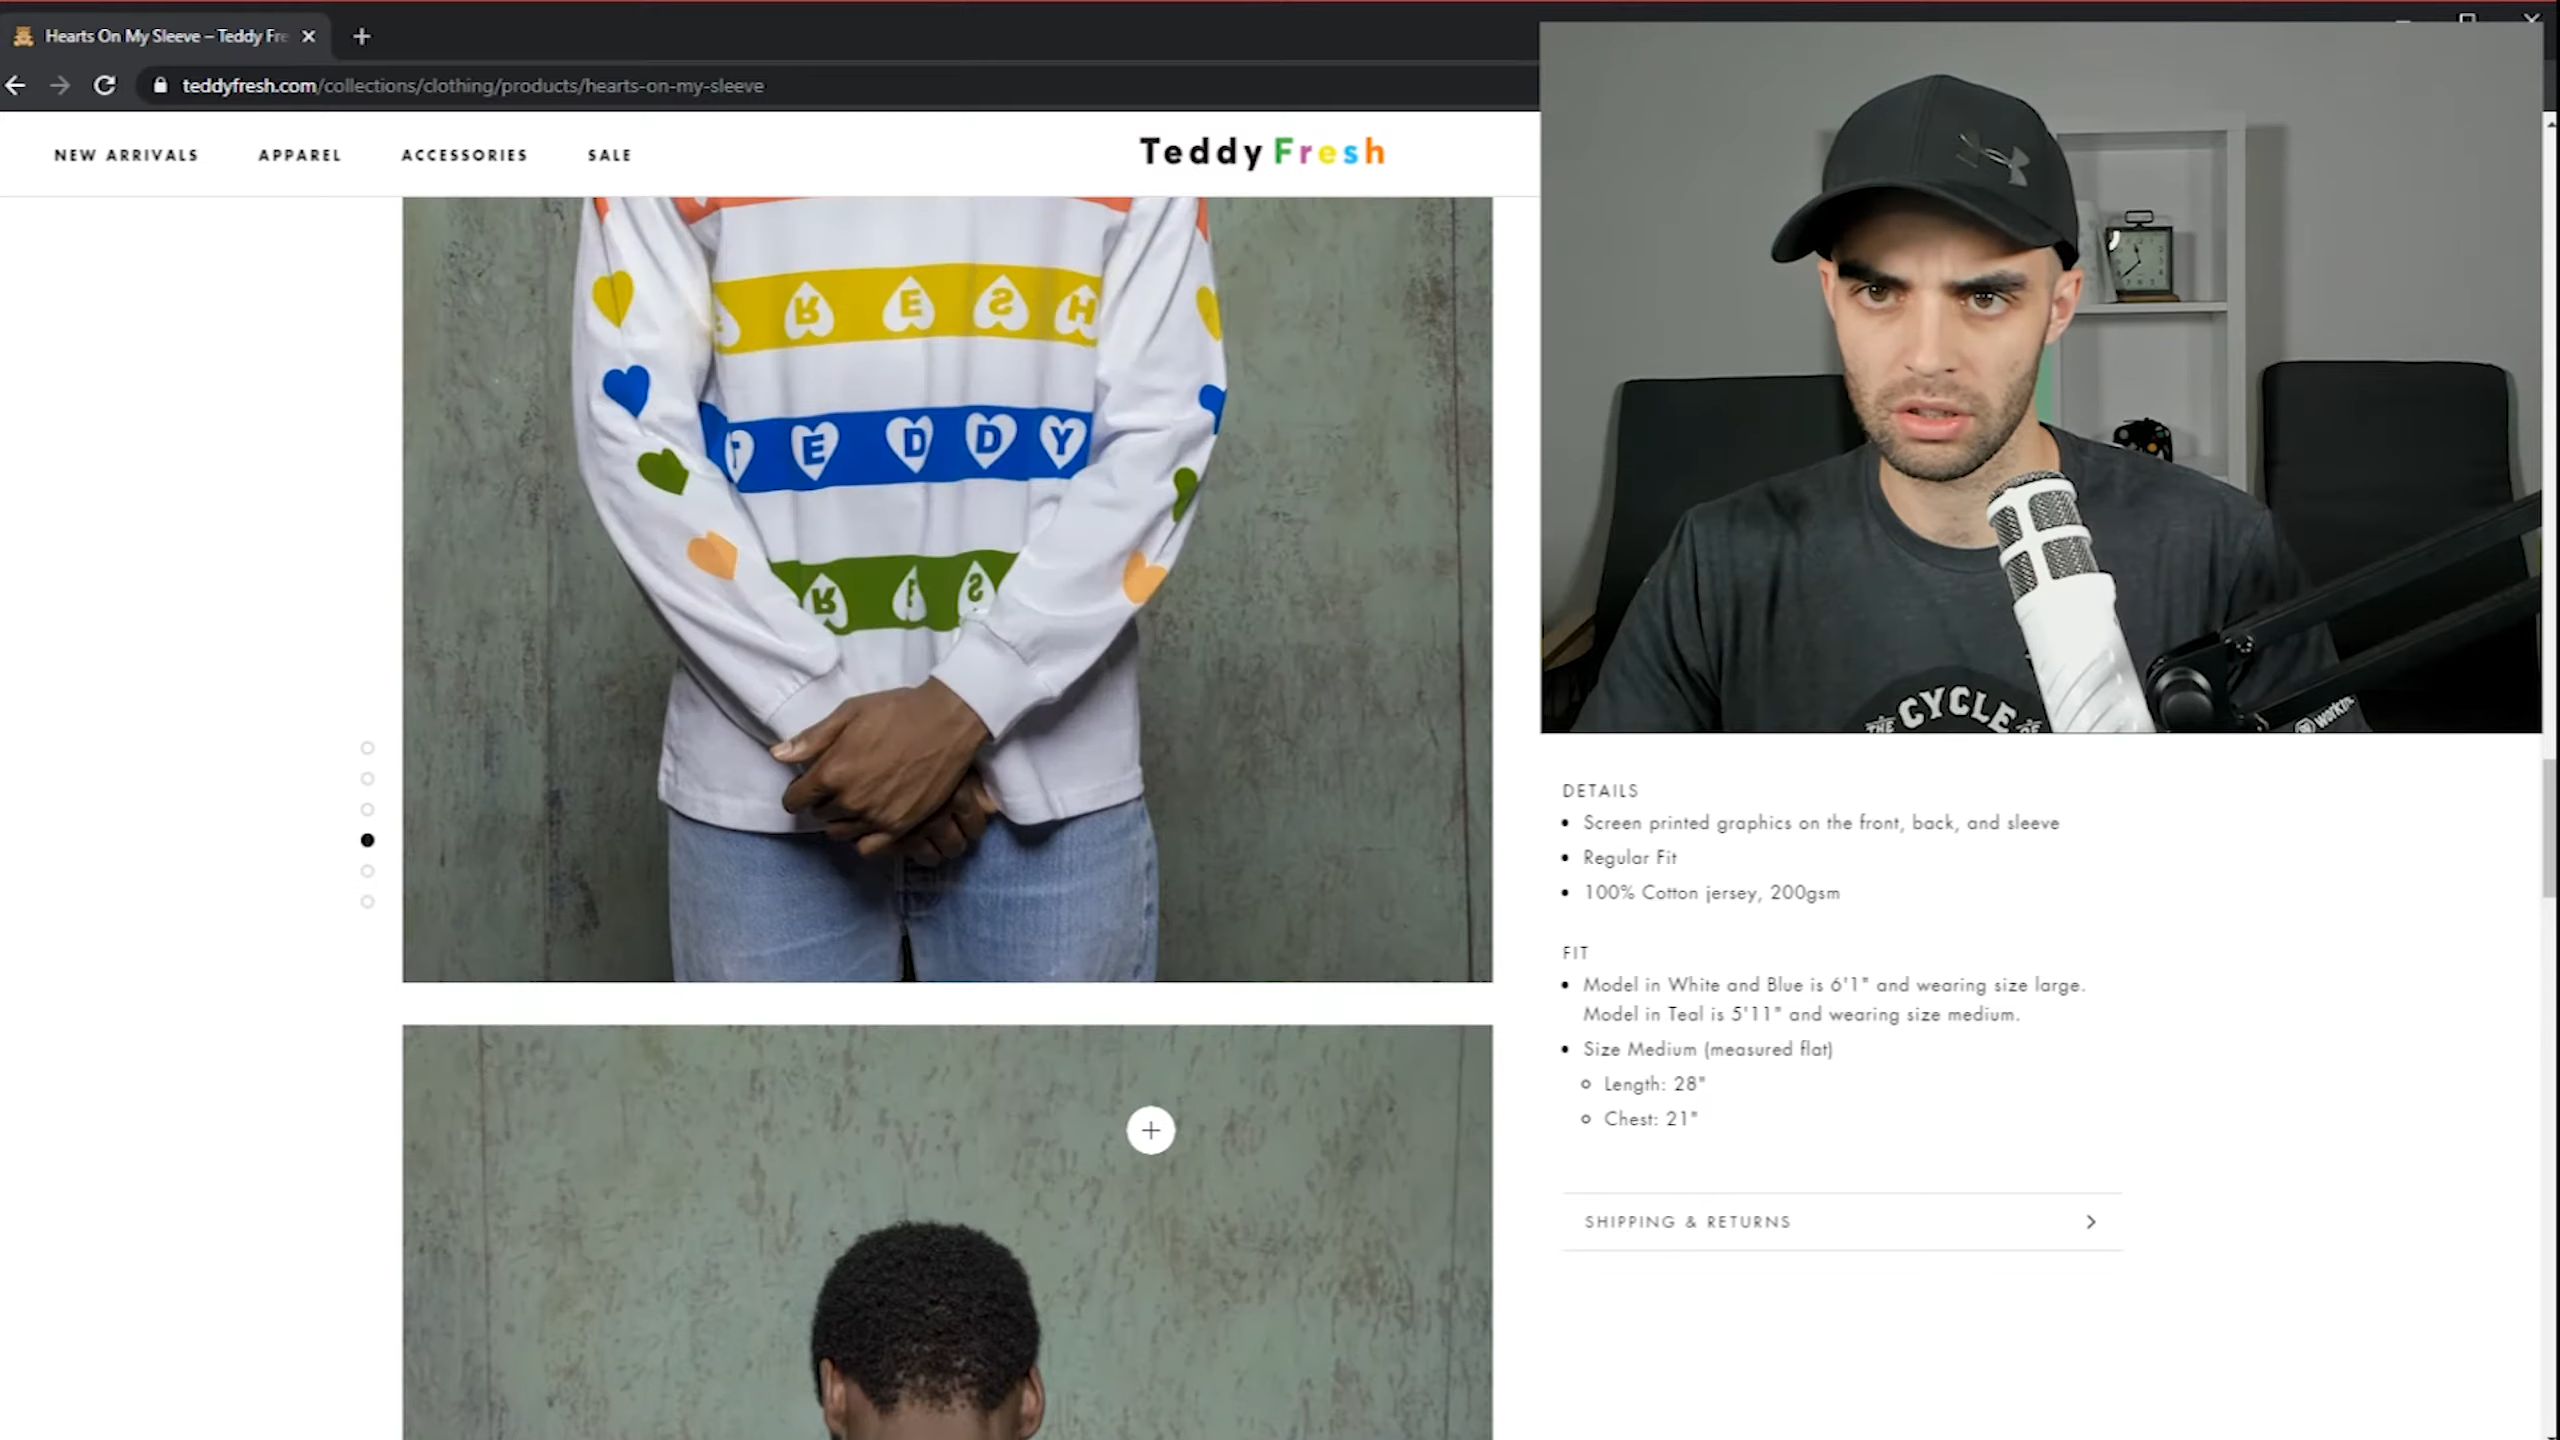 Hearts On My Sleeve – Teddy Fre
teddyfresh.com/collections/clothing/products/hearts-on-my-sleeve
NEW ARRIVALS
APPAREL
ACCESSORIES
SALE
Teddy Fresh
R E S H
T E D D Y
R E S
THE CYCLE OF
DETAILS
Screen printed graphics on the front, back, and sleeve
Regular Fit
100% Cotton jersey, 200gsm
FIT
Model in White and Blue is 6'1" and wearing size large.
Model in Teal is 5'11" and wearing size medium.
Size Medium (measured flat)
Length: 28"
Chest: 21"
SHIPPING & RETURNS